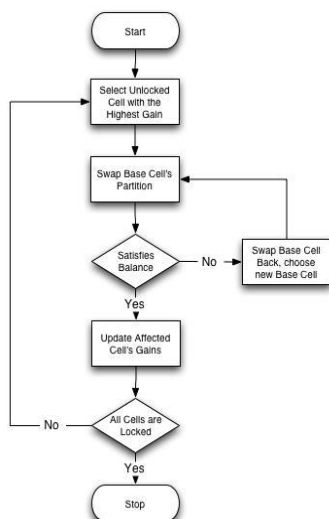 Start
Select Unlocked
Cell with the
Highest Gain
Swap Base Cell's
Partition
Satisfies
Balance
No
Swap Base Cell
Back, choose
new Base Cell
Yes
Update Affected
Cell's Gains
All Cells are
Locked
No
Yes
Stop